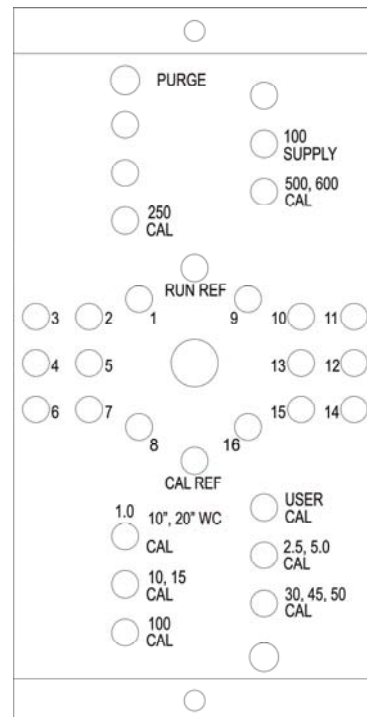 PURGE
100
SUPPLY
500, 600
CAL
250
CAL
RUN REF
1
9
3
2
10
11
4
5
13
12
6
7
15
14
8
16
CAL REF
1.0
10", 20" WC
CAL
USER
CAL
10, 15
CAL
2.5, 5.0
CAL
100
CAL
30, 45, 50
CAL